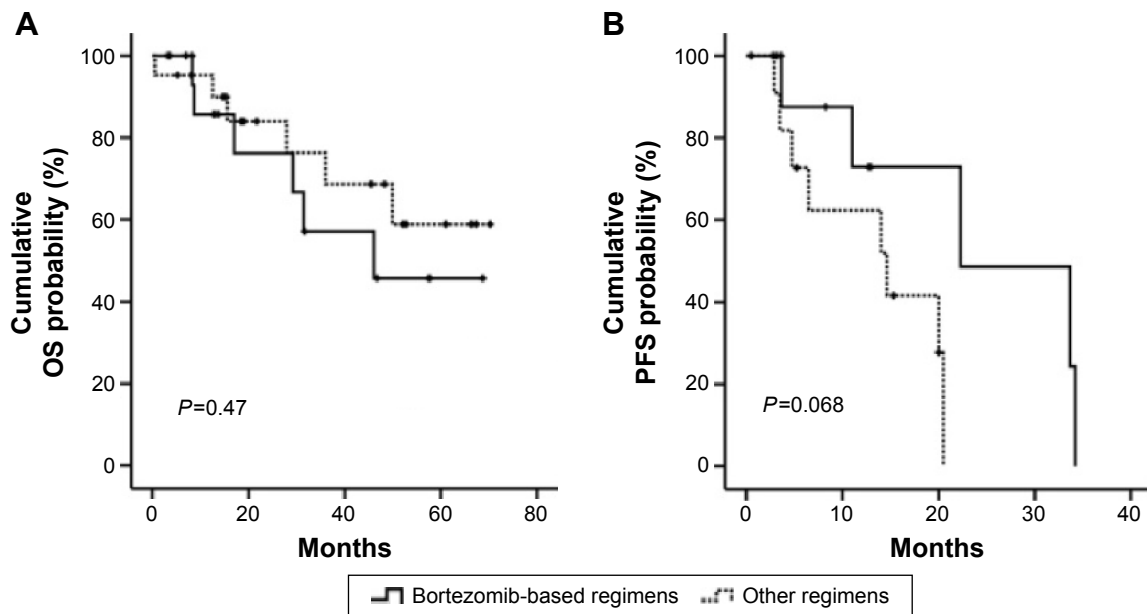 A
B
Cumulative
OS probability (%)
100
80
60
40
20
0
P=0.47
0 20 40 60 80
Months
Cumulative
PFS probability (%)
100
80
60
40
20
0
P=0.068
0 10 20 30 40
Months
Bortezomib-based regimens Other regimens